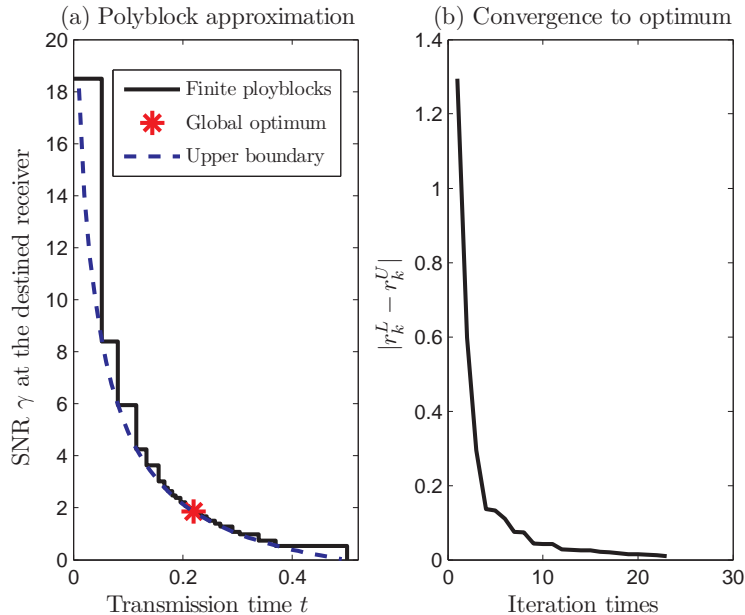 (a) Polyblock approximation
SNR γ at the destined receiver
20
18
16
14
12
10
8
6
4
2
0
0
0.2
0.4
Transmission time t
Finite ployblocks
Global optimum
Upper boundary
(b) Convergence to optimum
|r_k^L − r_k^U|
1.4
1.2
1
0.8
0.6
0.4
0.2
0
0
10
20
30
Iteration times